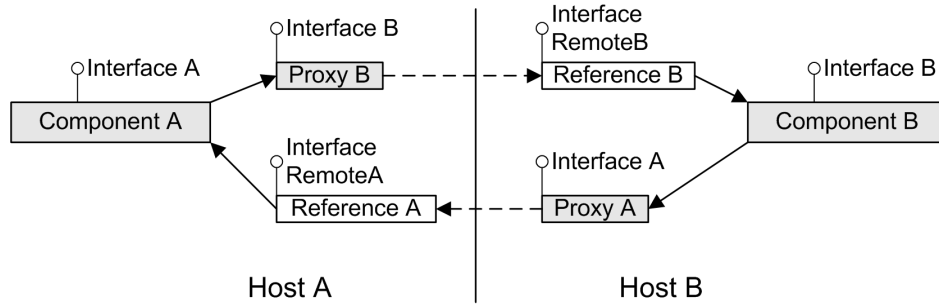 Interface A
Component A
Interface B
Proxy B
Interface
RemoteA
Reference A
Host A
Interface
RemoteB
Reference B
Interface B
Component B
Interface A
Proxy A
Host B